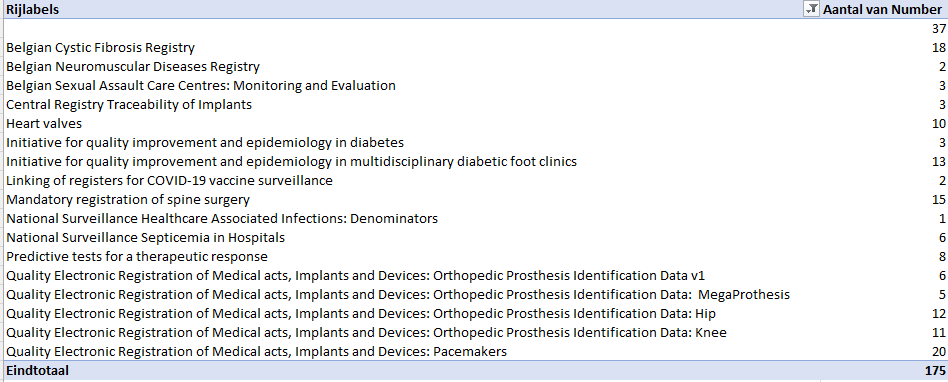 Rijlabels Aantal van Number
37
Belgian Cystic Fibrosis Registry 18
Belgian Neuromuscular Diseases Registry 2
Belgian Sexual Assault Care Centres: Monitoring and Evaluation 3
Central Registry Traceability of Implants 3
Heart valves 10
Initiative for quality improvement and epidemiology in diabetes 3
Initiative for quality improvement and epidemiology in multidisciplinary diabetic foot clinics 13
Linking of registers for COVID-19 vaccine surveillance 2
Mandatory registration of spine surgery 15
National Surveillance Healthcare Associated Infections: Denominators 1
National Surveillance Septicemia in Hospitals 6
Predictive tests for a therapeutic response 8
Quality Electronic Registration of Medical acts, Implants and Devices: Orthopedic Prosthesis Identification Data v1 6
Quality Electronic Registration of Medical acts, Implants and Devices: Orthopedic Prosthesis Identification Data:  MegaProthesis 5
Quality Electronic Registration of Medical acts, Implants and Devices: Orthopedic Prosthesis Identification Data: Hip 12
Quality Electronic Registration of Medical acts, Implants and Devices: Orthopedic Prosthesis Identification Data: Knee 11
Quality Electronic Registration of Medical acts, Implants and Devices: Pacemakers 20
Eindtotaal 175